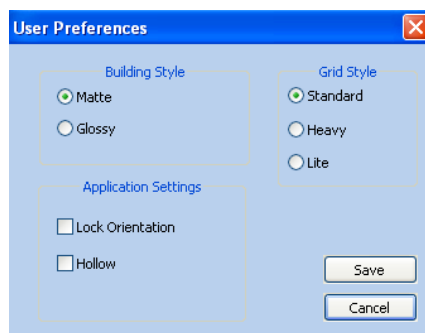 User Preferences
Building Style
Matte
Glossy
Grid Style
Standard
Heavy
Lite
Application Settings
Lock Orientation
Hollow
Save
Cancel